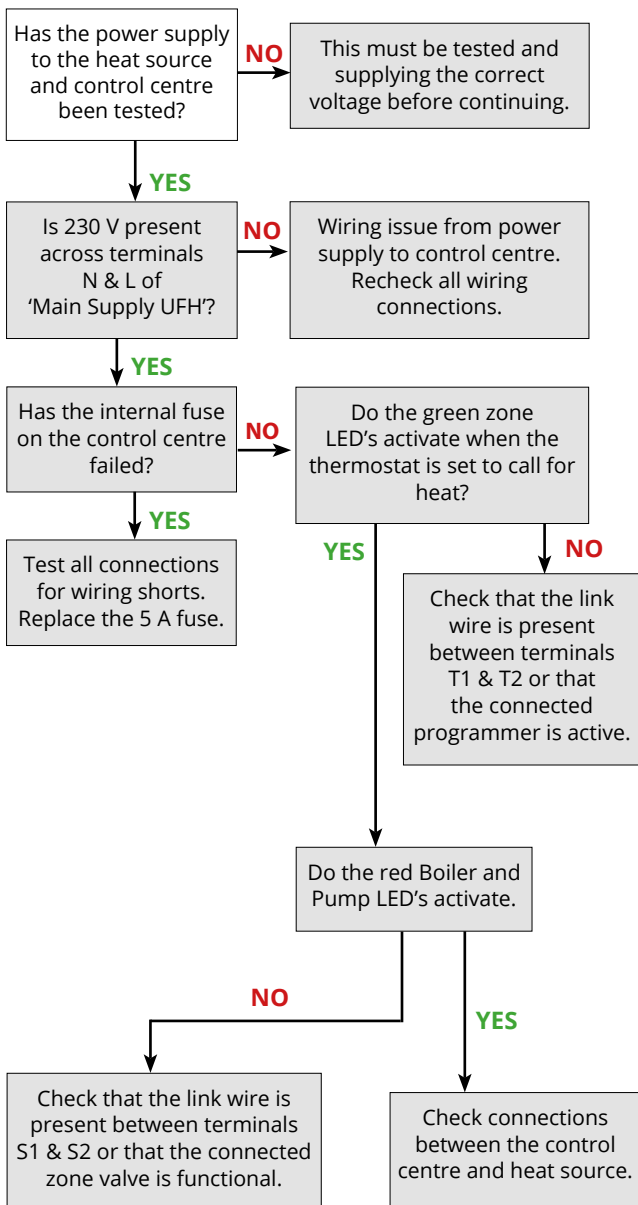 Has the power supply
to the heat source
and control centre
been tested?
NO
This must be tested and
supplying the correct
voltage before continuing.
YES
Is 230 V present
across terminals
N & L of
‘Main Supply UFH’?
NO
Wiring issue from power
supply to control centre.
Recheck all wiring
connections.
YES
Has the internal fuse
on the control centre
failed?
NO
Do the green zone
LED's activate when the
thermostat is set to call for
heat?
YES
Test all connections
for wiring shorts.
Replace the 5 A fuse.
YES
NO
Check that the link
wire is present
between terminals
T1 & T2 or that
the connected
programmer is active.
Do the red Boiler and
Pump LED's activate.
NO
YES
Check that the link wire is
present between terminals
S1 & S2 or that the connected
zone valve is functional.
Check connections
between the control
centre and heat source.